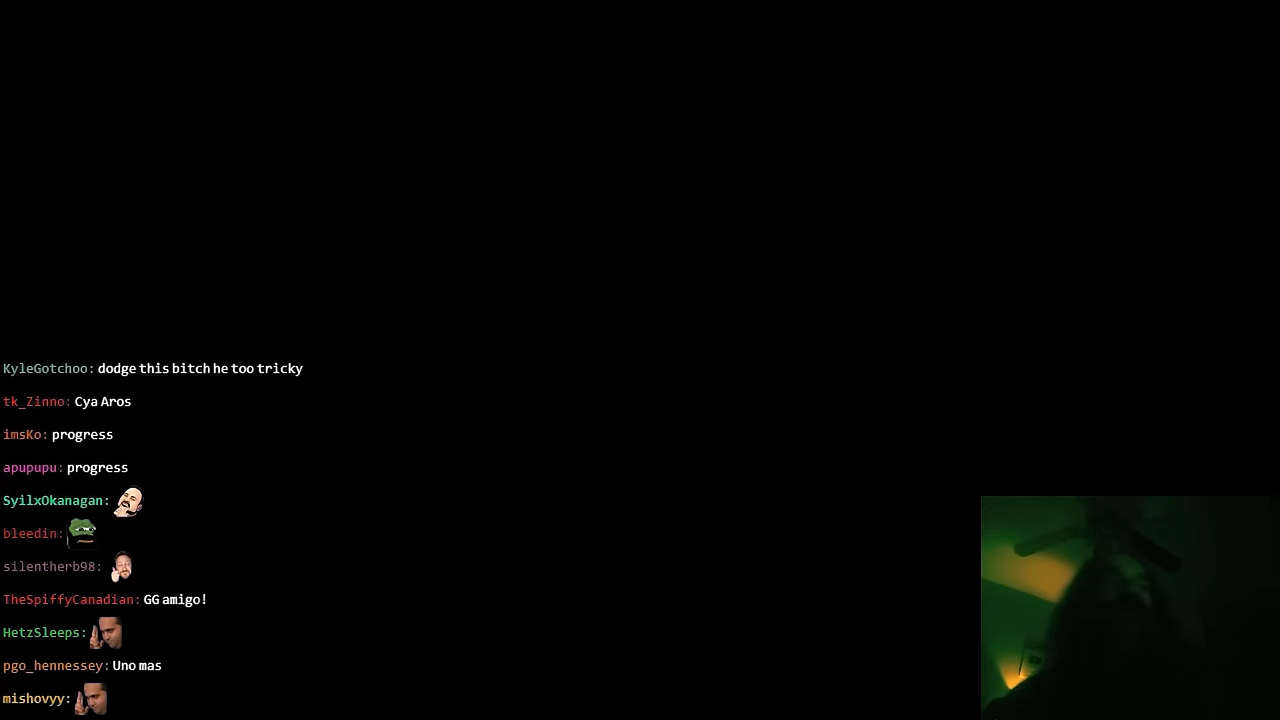 KyleGotchoo: dodge this bitch he too tricky
tk_Zinno: Cya Aros
imsKo: progress
apupupu: progress
SyilxOkanagan:
bleedin:
silentherb98:
TheSpiffyCanadian: GG amigo!
HetzSleeps:
pgo_hennessey: Uno mas
mishovyy: